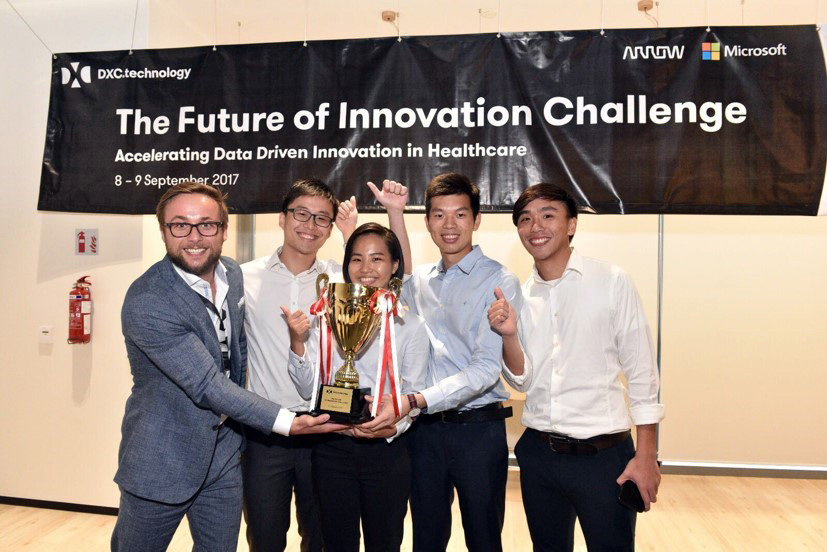 DXC.technology
ARROW
Microsoft
The Future of Innovation Challenge
Accelerating Data Driven Innovation in Healthcare
8 – 9 September 2017